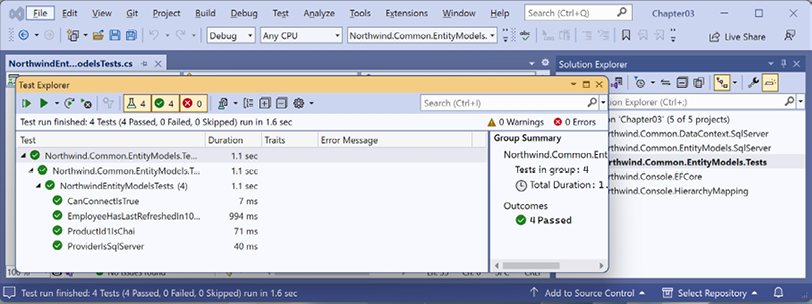 File Edit View Git Project Build Debug Test Analyze Tools Extensions Window Help Search (Ctrl+Q) Chapter03
Debug Any CPU Northwind.Common.EntityModels. Live Share
NorthwindEnt...odelsTests.cs
Solution Explorer
Test Explorer
4 4 0 Search (Ctrl+I)
Explorer (Ctrl+;)
Test run finished: 4 Tests (4 Passed, 0 Failed, 0 Skipped) run in 1.6 sec 0 Warnings 0 Errors
'Chapter03' (5 of 5 projects)
Test Duration Traits Error Message
Group Summary
Northwind.Common.DataContext.SqlServer
Northwind.Common.EntityModels.Te... 1.1 sec
Northwind.Common.Ent
Northwind.Common.EntityModels.SqlServer
Northwind.Common.EntityModels.Te... 1.1 sec
Tests in group: 4
Northwind.Common.EntityModels.Tests
NorthwindEntityModelsTests (4) 1.1 sec
Total Duration: 1.
Northwind.Console.EFCore
CanConnectIsTrue 7 ms
Northwind.Console.HierarchyMapping
EmployeeHasLastRefreshedIn10... 994 ms
Outcomes
ProductId1IsChai 71 ms
4 Passed
ProviderIsSqlServer 40 ms
Test run finished: 4 Tests (4 Passed, 0 Failed, 0 Skipped) run in 1.6 sec Add to Source Control Select Repository